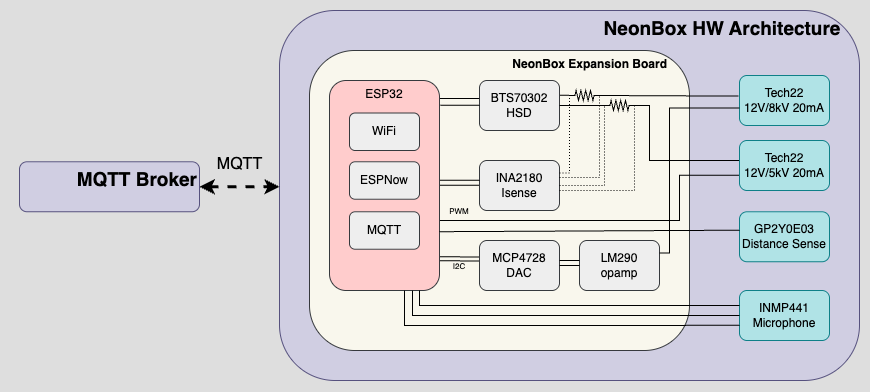 NeonBox HW Architecture
NeonBox Expansion Board
ESP32
WiFi
ESPNow
MQTT
MQTT Broker
MQTT
BTS70302
HSD
INA2180
Isense
PWM
I2C
MCP4728
DAC
LM290
opamp
Tech22
12V/8kV 20mA
Tech22
12V/5kV 20mA
GP2Y0E03
Distance Sense
INMP441
Microphone